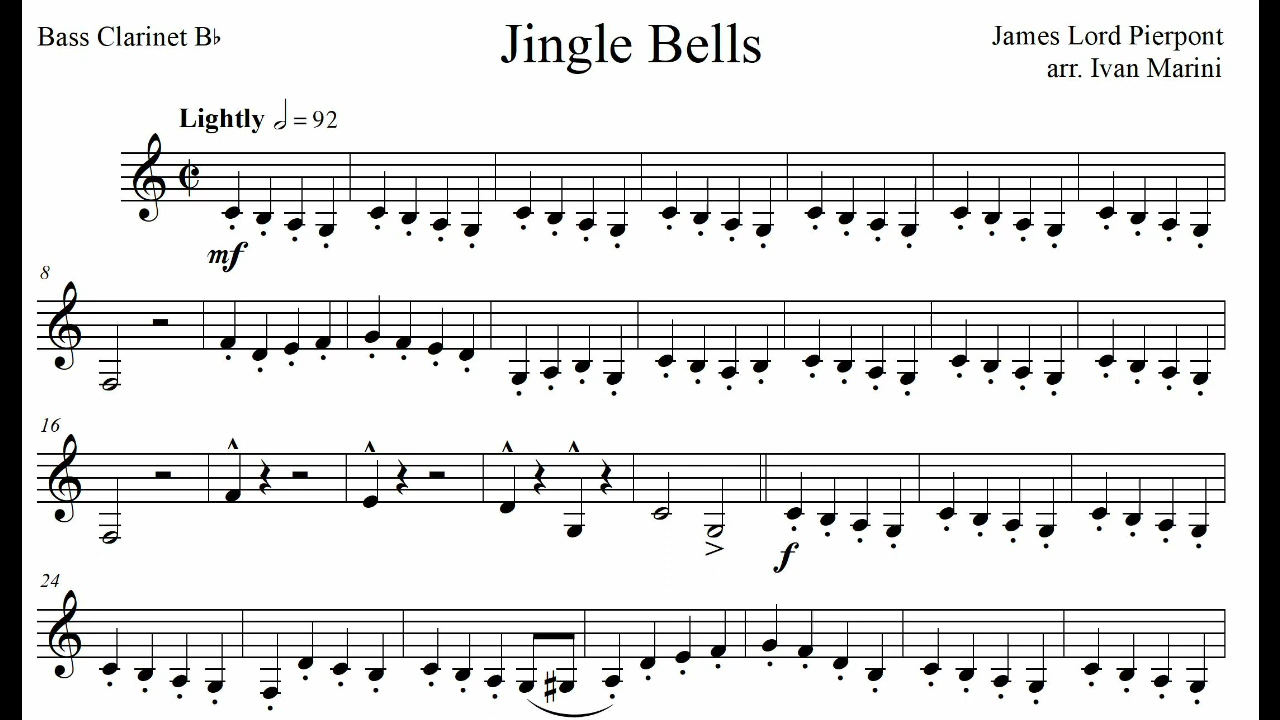 Bass Clarinet B♭
Jingle Bells
James Lord Pierpont
arr. Ivan Marini
Lightly 𝅗𝅥 = 92
mf
8
16
f
24